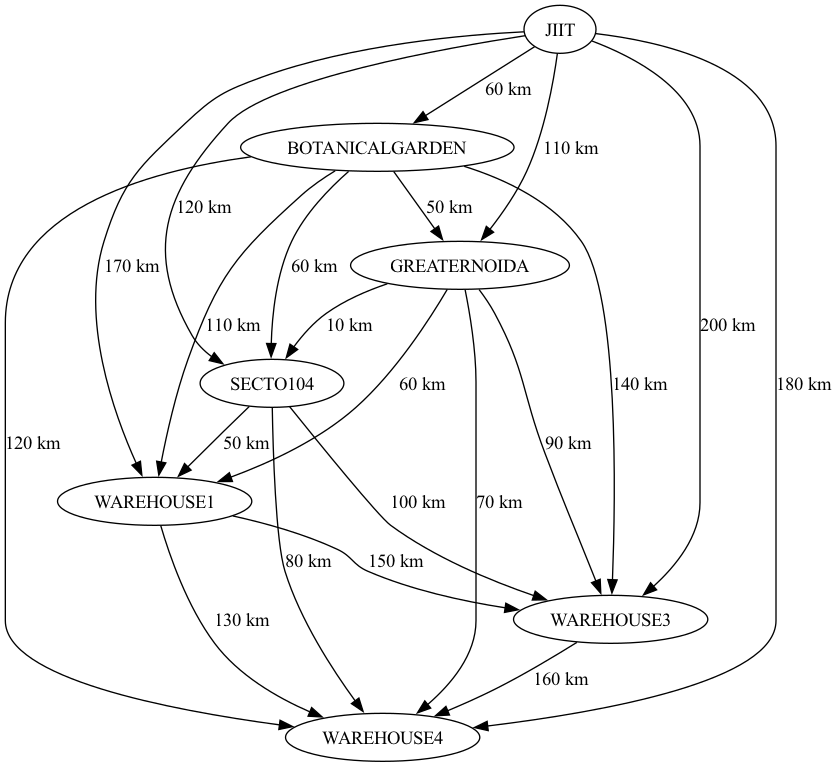 JIIT
60 km
BOTANICALGARDEN
110 km
120 km
50 km
170 km
60 km
GREATERNOIDA
110 km
10 km
200 km
SECTO104
60 km
140 km
180 km
120 km
50 km
90 km
WAREHOUSE1
100 km
70 km
80 km
150 km
130 km
WAREHOUSE3
160 km
WAREHOUSE4